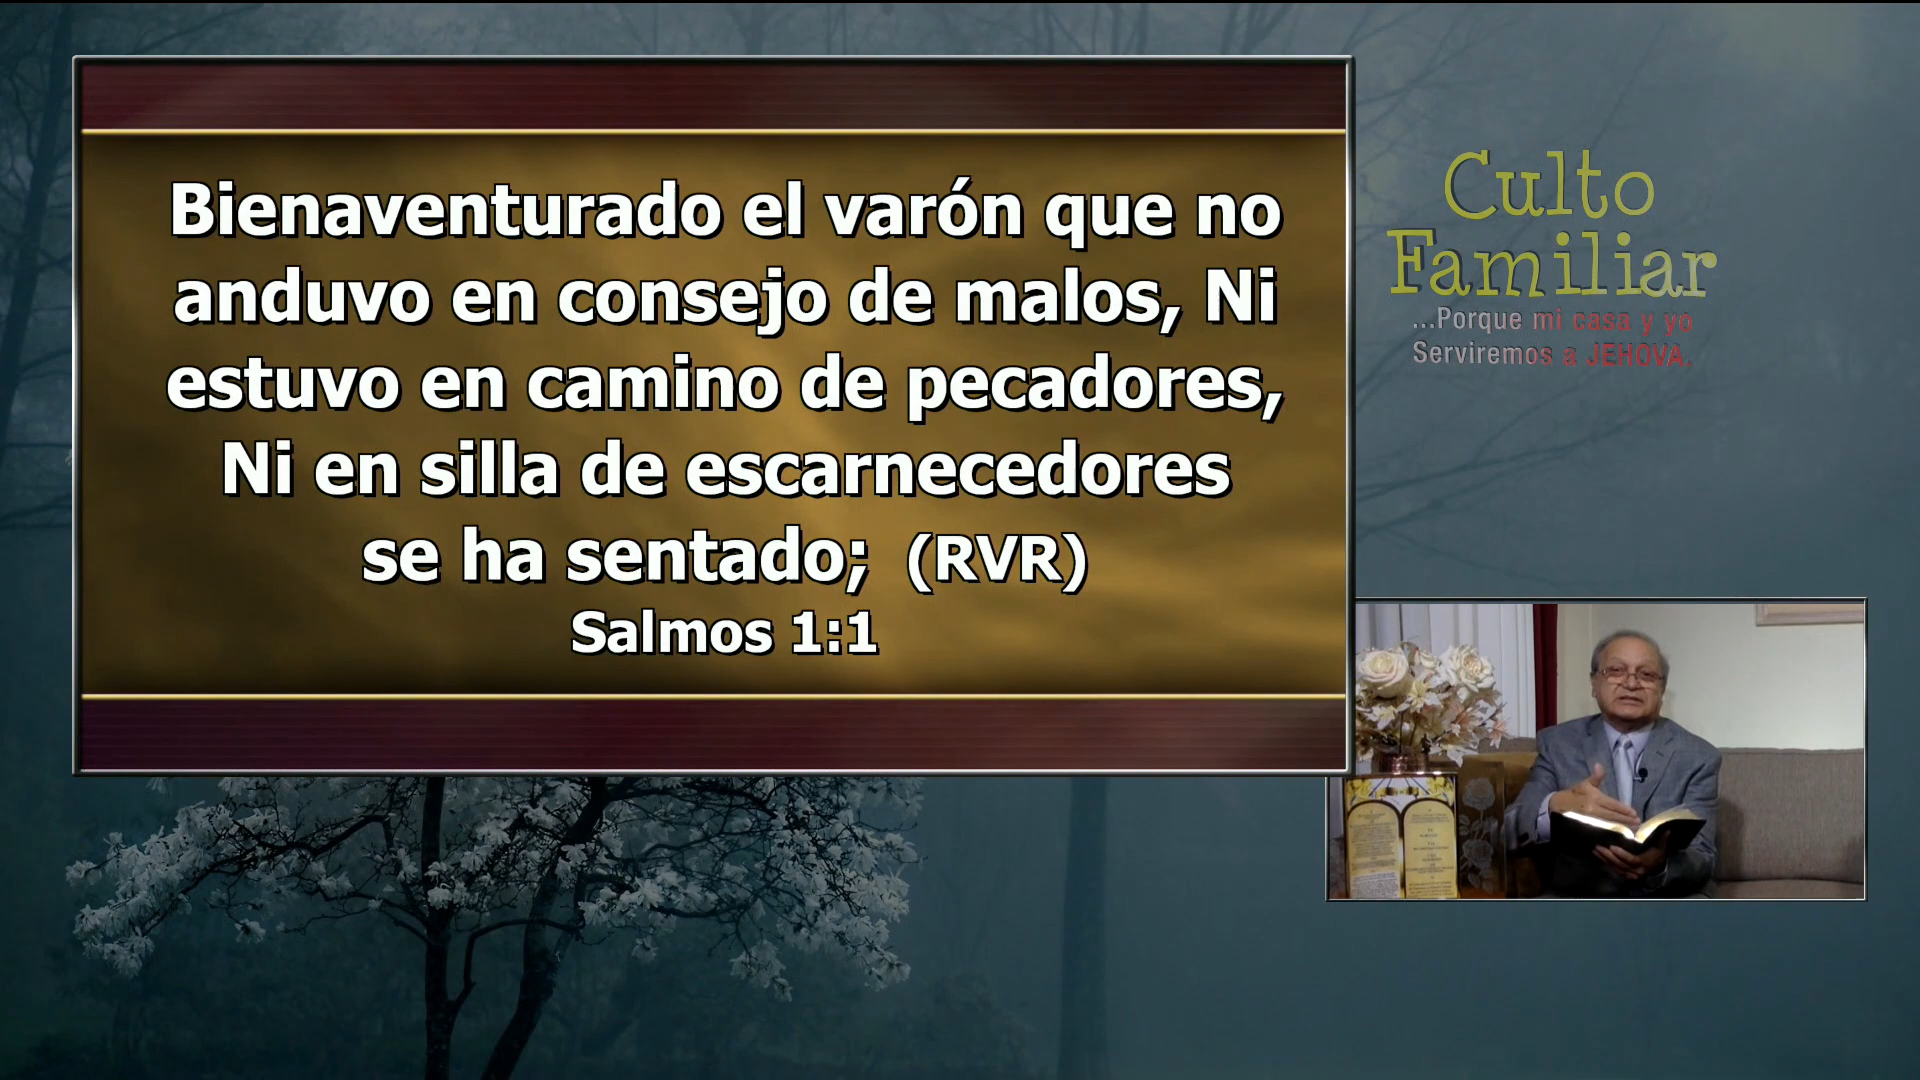 Bienaventurado el varón que no
anduvo en consejo de malos, Ni
estuvo en camino de pecadores,
Ni en silla de escarnecedores
se ha sentado; (RVR)
Salmos 1:1
Culto
Familiar
...Porque mi casa y yo
Serviremos a JEHOVA.